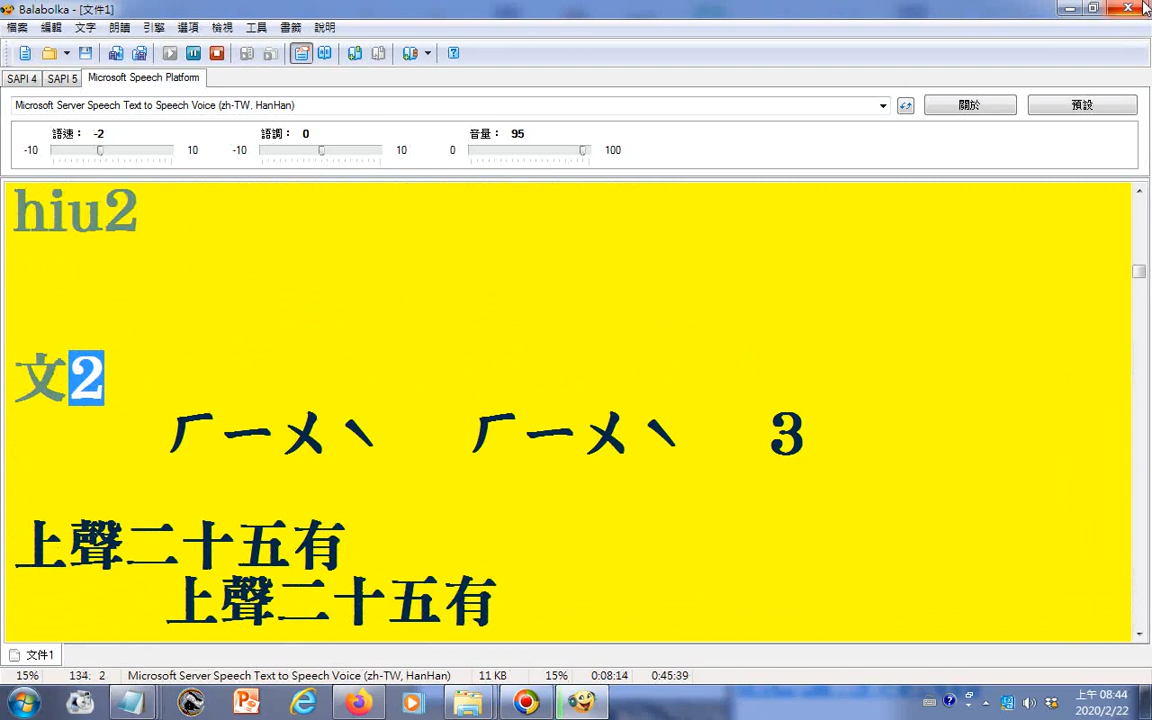 Balabolka - [文件1]
檔案 編輯 文字 朗讀 引擎 選項 檢視 工具 書籤 說明
SAPI 4 SAPI 5 Microsoft Speech Platform
Microsoft Server Speech Text to Speech Voice (zh-TW, HanHan) 關於 預設
語速： -2 語調： 0 音量： 95
-10 10 -10 10 0 100
hiu2
文2
ㄏㄧㄨˋ ㄏㄧㄨˋ 3
上聲二十五有
上聲二十五有
文件1
15% 134: 2 Microsoft Server Speech Text to Speech Voice (zh-TW, HanHan) 11 KB 15% 0:08:14 0:45:39
上午 08:44
2020/2/22